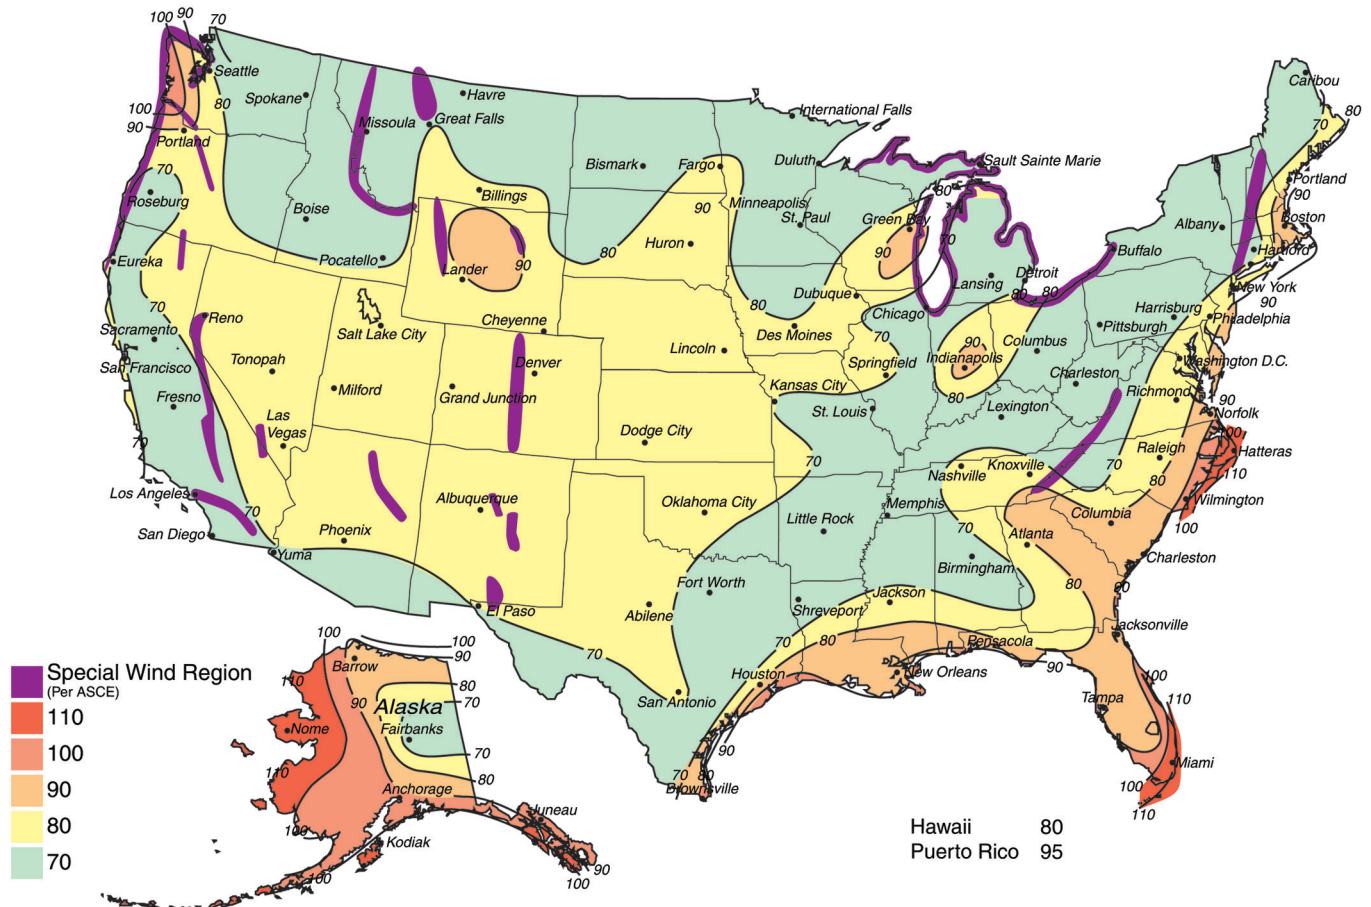 100 90
70
Seattle
80
Spokane
Havre
Missoula
Great Falls
100
90
Portland
International Falls
Caribou
80
70
Bismark
Fargo
Duluth
Sault Sainte Marie
70
Roseburg
Billings
Boise
90
Minneapolis
St. Paul
80
Green Bay
Portland
90
Boston
Albany
Huron
90
70
Buffalo
Hartford
Eureka
Pocatello
Lander
90
80
Lansing
Detroit
80
80
New York
90
70
Reno
Salt Lake City
Cheyenne
Dubuque
80
Chicago
Harrisburg
Philadelphia
Pittsburgh
Sacramento
San Francisco
Tonopah
Denver
Lincoln
Des Moines
70
Springfield
90
Indianapolis
Columbus
Washington D.C.
Milford
Grand Junction
Kansas City
Charleston
Richmond
Fresno
Las
Vegas
St. Louis
80
Lexington
90
Norfolk
70
Dodge City
100
Hatteras
70
Nashville
Knoxville
70
Raleigh
80
110
Los Angeles
70
Albuquerque
Oklahoma City
Little Rock
Memphis
Columbia
Wilmington
100
San Diego
Yuma
Phoenix
70
Atlanta
Charleston
Birmingham
80
90
Fort Worth
El Paso
Abilene
Shreveport
Jackson
Jacksonville
70
70
80
Pensacola
90
Houston
New Orleans
San Antonio
100
110
Tampa
90
70
80
Brownsville
Miami
100
110
100
100
90
Barrow
110
80
70
90
Alaska
Fairbanks
Nome
70
110
80
Anchorage
Juneau
100
Kodiak
100
90
100
Special Wind Region
(Per ASCE)
110
100
90
80
70
Hawaii 80
Puerto Rico 95